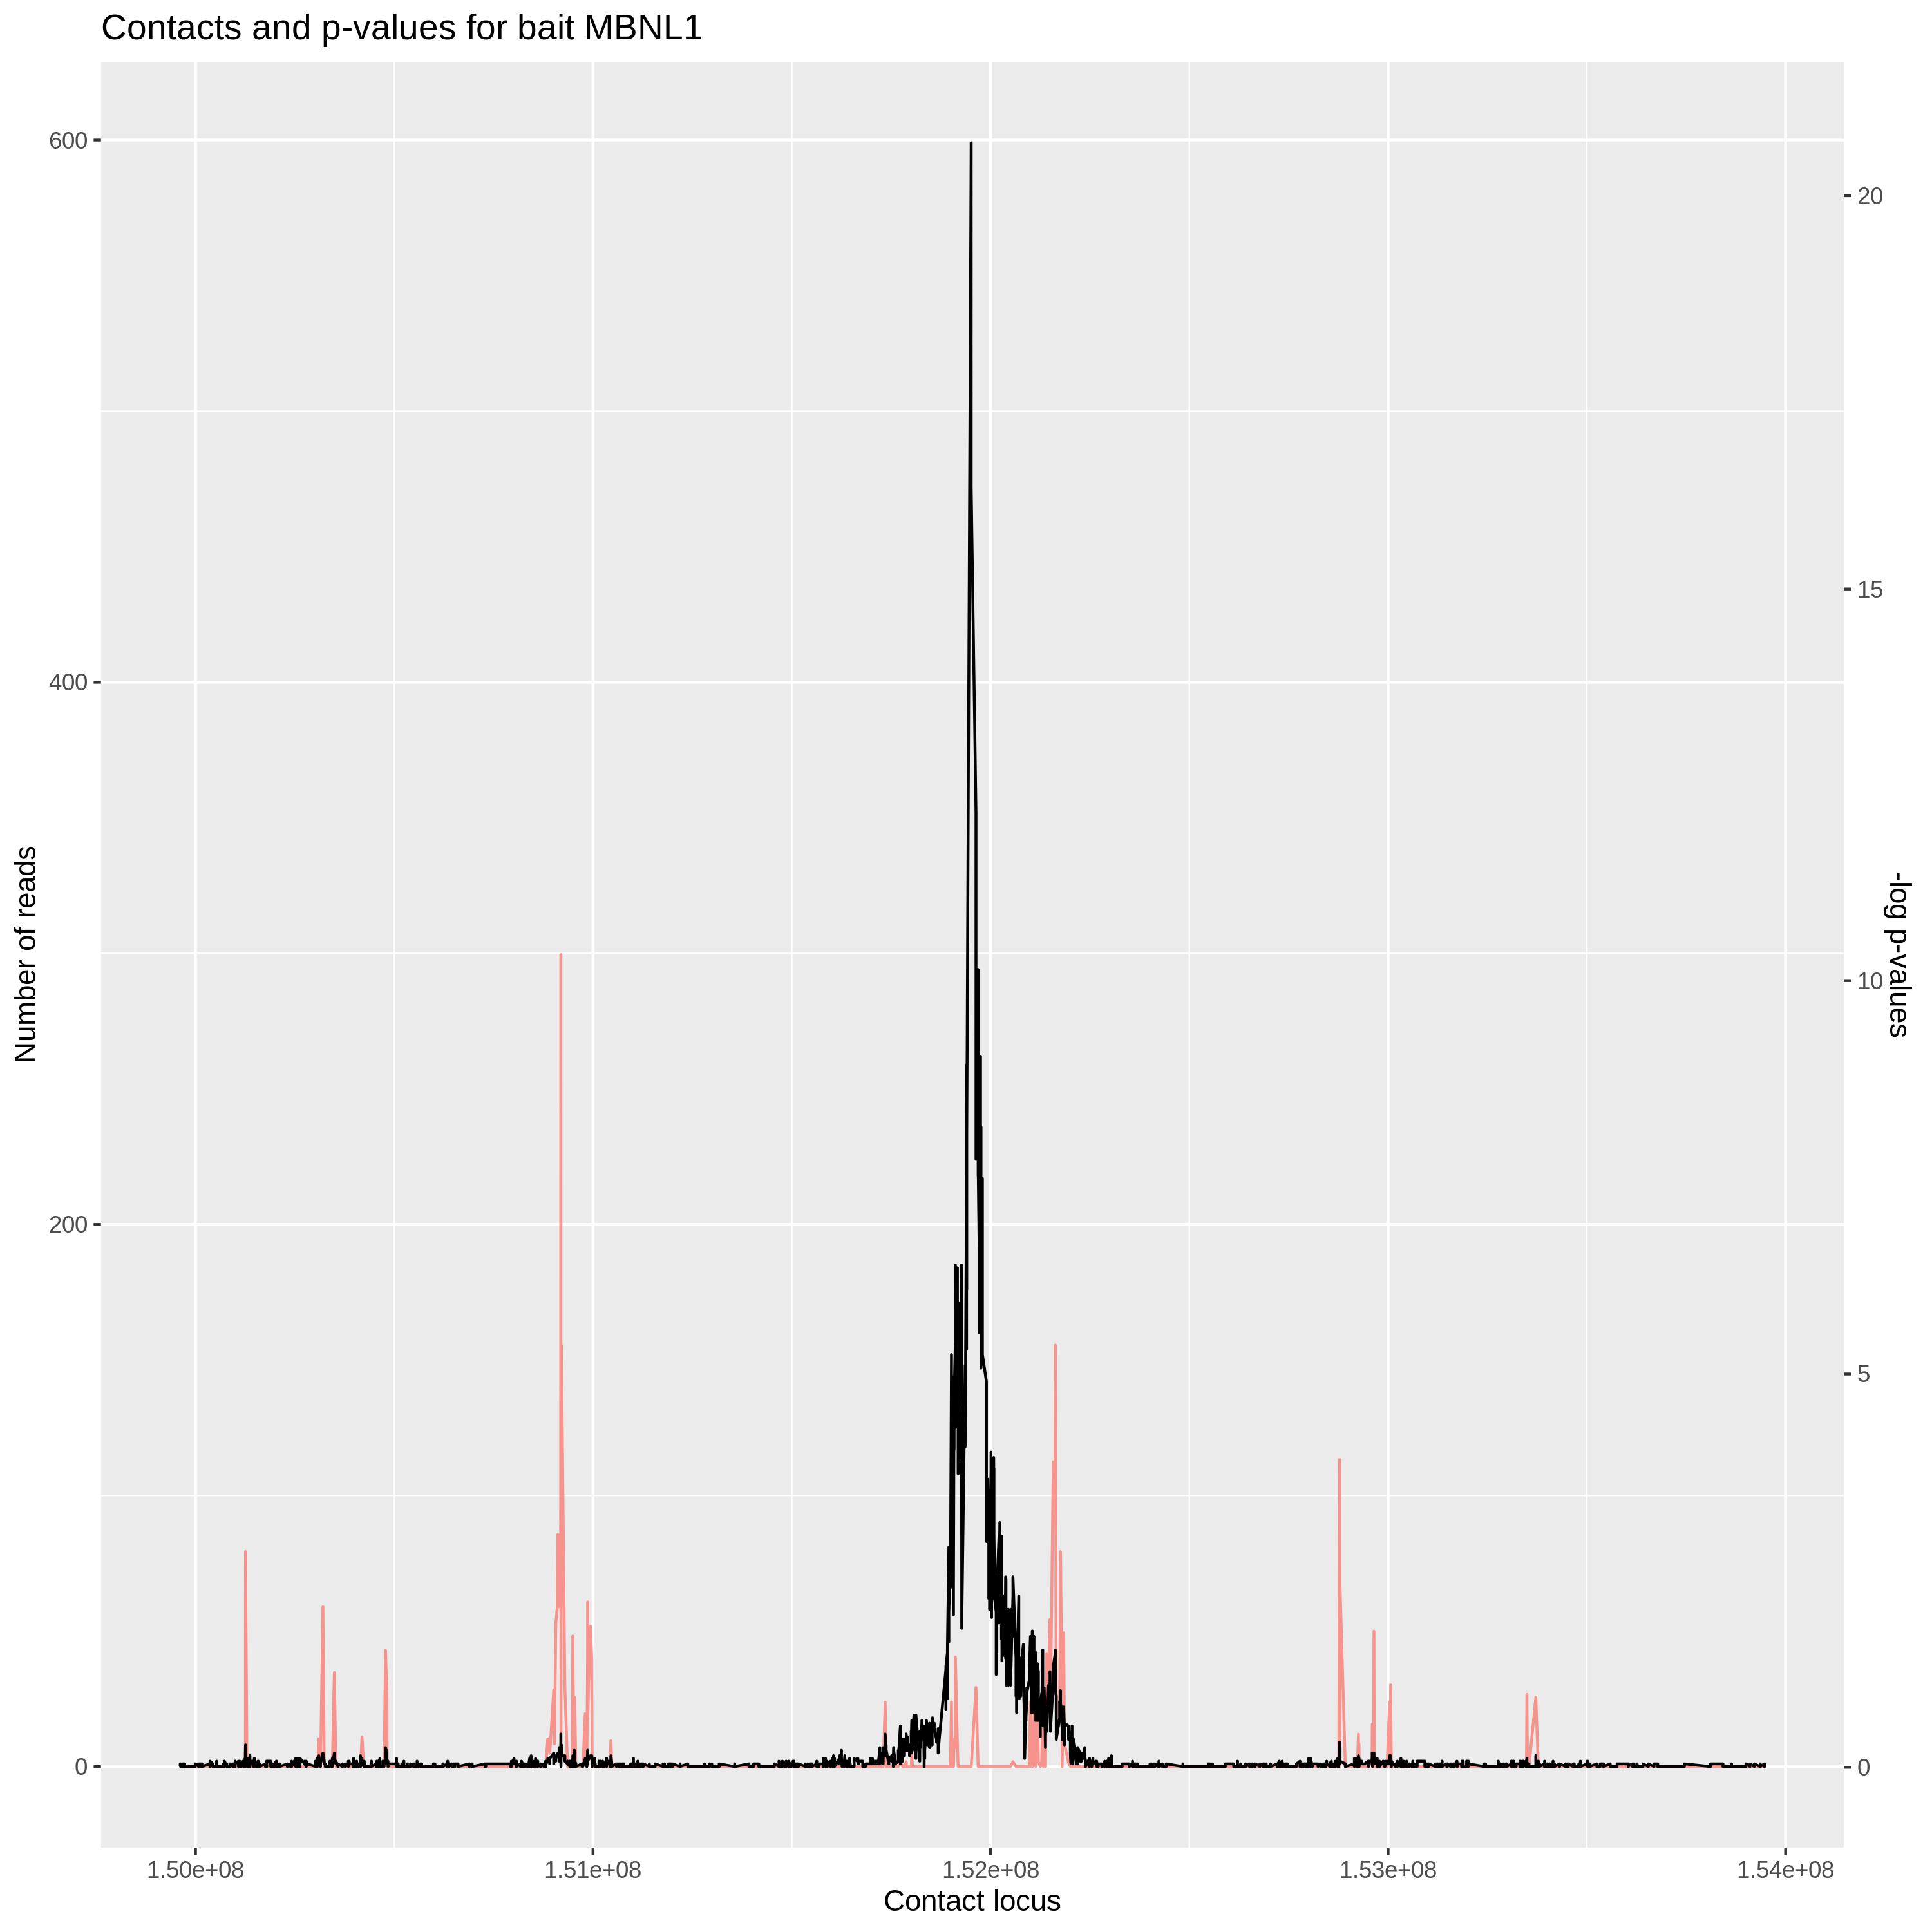 Contacts and p-values for bait MBNL1
600
400
200
0
Number of reads
20
15
10
5
0
-log p-values
1.50e+08
1.51e+08
1.52e+08
1.53e+08
1.54e+08
Contact locus